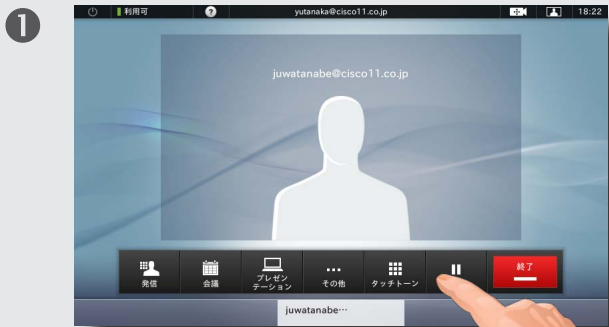 1
利用可 ? yutanaka@cisco11.co.jp 18:22
juwatanabe@cisco11.co.jp
発信 会議 プレゼン
テーション その他 タッチトーン 終了
juwatanabe…